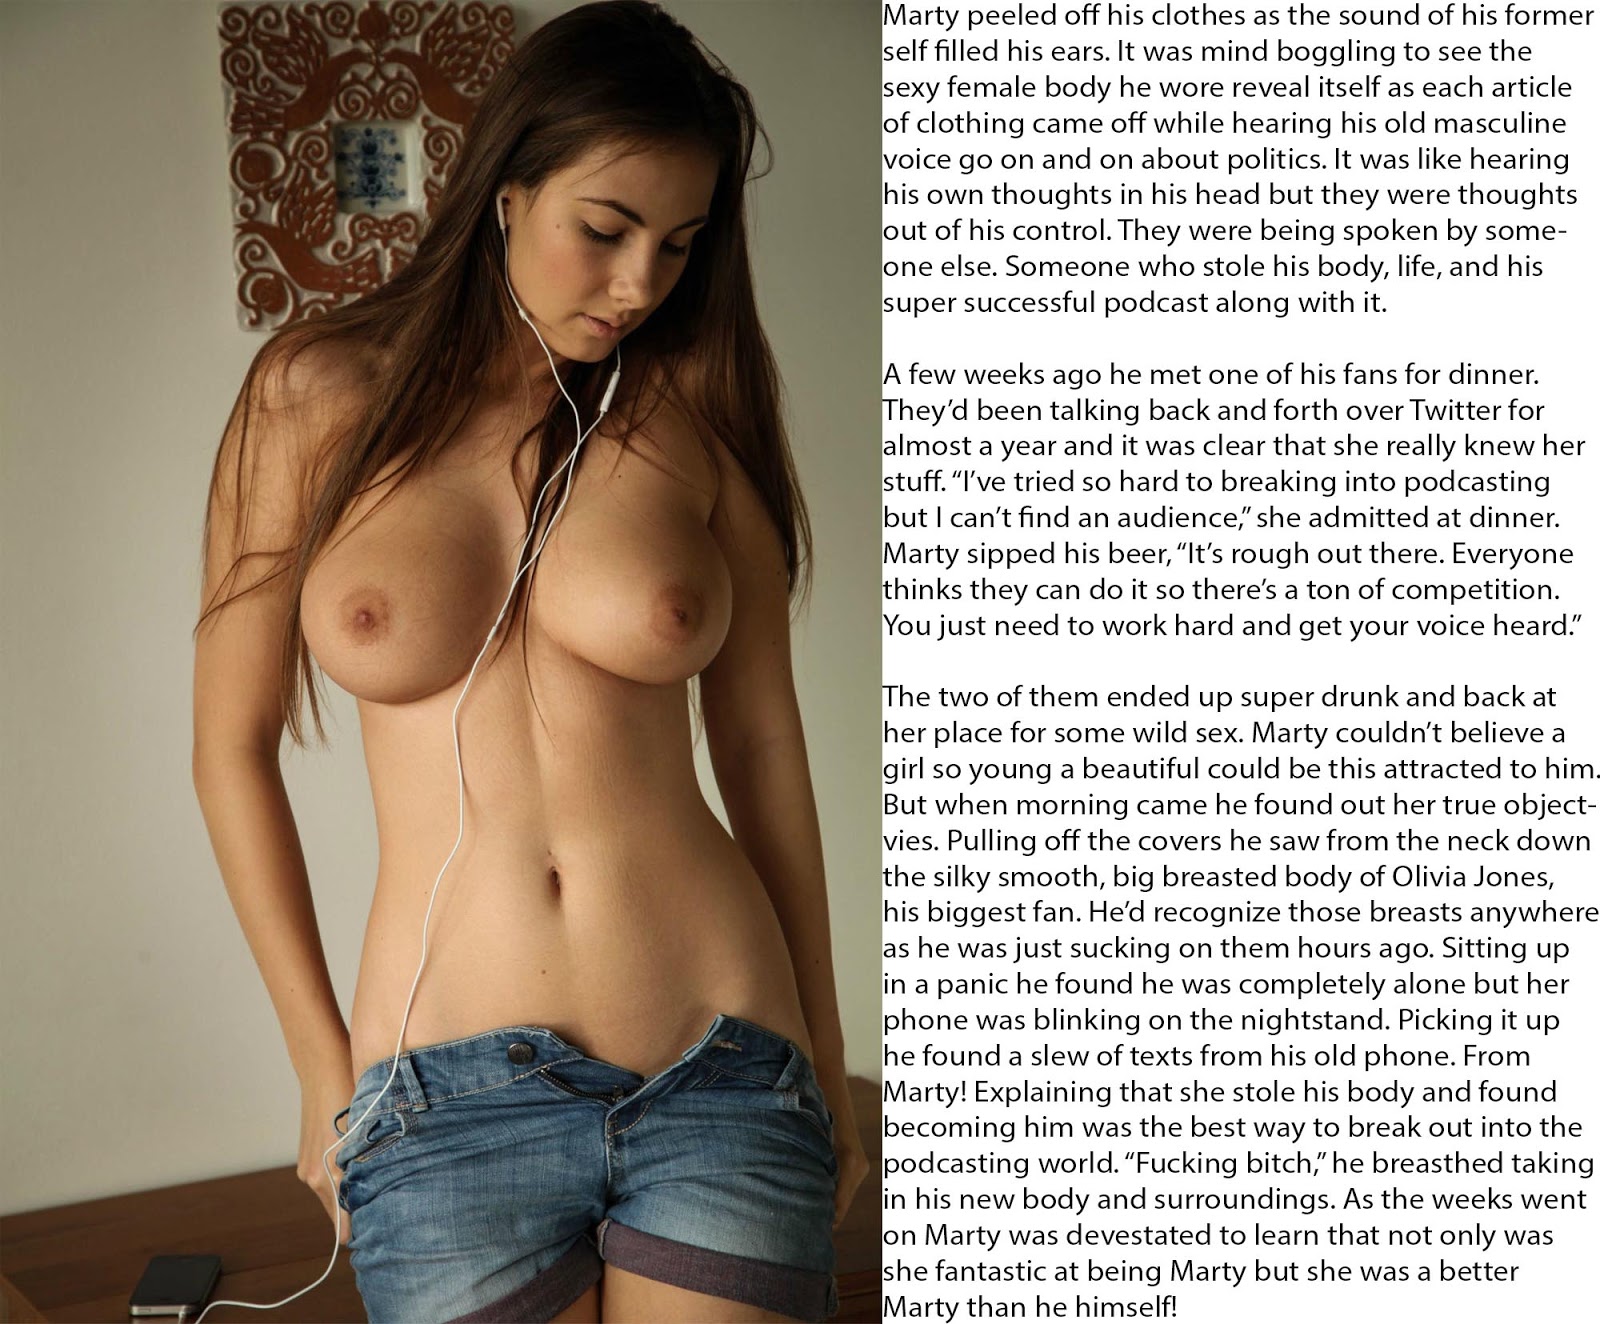 Marty peeled off his clothes as the sound of his former
self filled his ears. It was mind boggling to see the
sexy female body he wore reveal itself as each article
of clothing came off while hearing his old masculine
voice go on and on about politics. It was like hearing
his own thoughts in his head but they were thoughts
out of his control. They were being spoken by some-
one else. Someone who stole his body, life, and his
super successful podcast along with it.
A few weeks ago he met one of his fans for dinner.
They’d been talking back and forth over Twitter for
almost a year and it was clear that she really knew her
stuff. “I’ve tried so hard to breaking into podcasting
but I can’t find an audience,” she admitted at dinner.
Marty sipped his beer, “It’s rough out there. Everyone
thinks they can do it so there’s a ton of competition.
You just need to work hard and get your voice heard.”
The two of them ended up super drunk and back at
her place for some wild sex. Marty couldn’t believe a
girl so young a beautiful could be this attracted to him.
But when morning came he found out her true object-
vies. Pulling off the covers he saw from the neck down
the silky smooth, big breasted body of Olivia Jones,
his biggest fan. He’d recognize those breasts anywhere
as he was just sucking on them hours ago. Sitting up
in a panic he found he was completely alone but her
phone was blinking on the nightstand. Picking it up
he found a slew of texts from his old phone. From
Marty! Explaining that she stole his body and found
becoming him was the best way to break out into the
podcasting world. “Fucking bitch,” he breasthed taking
in his new body and surroundings. As the weeks went
on Marty was devestated to learn that not only was
she fantastic at being Marty but she was a better
Marty than he himself!